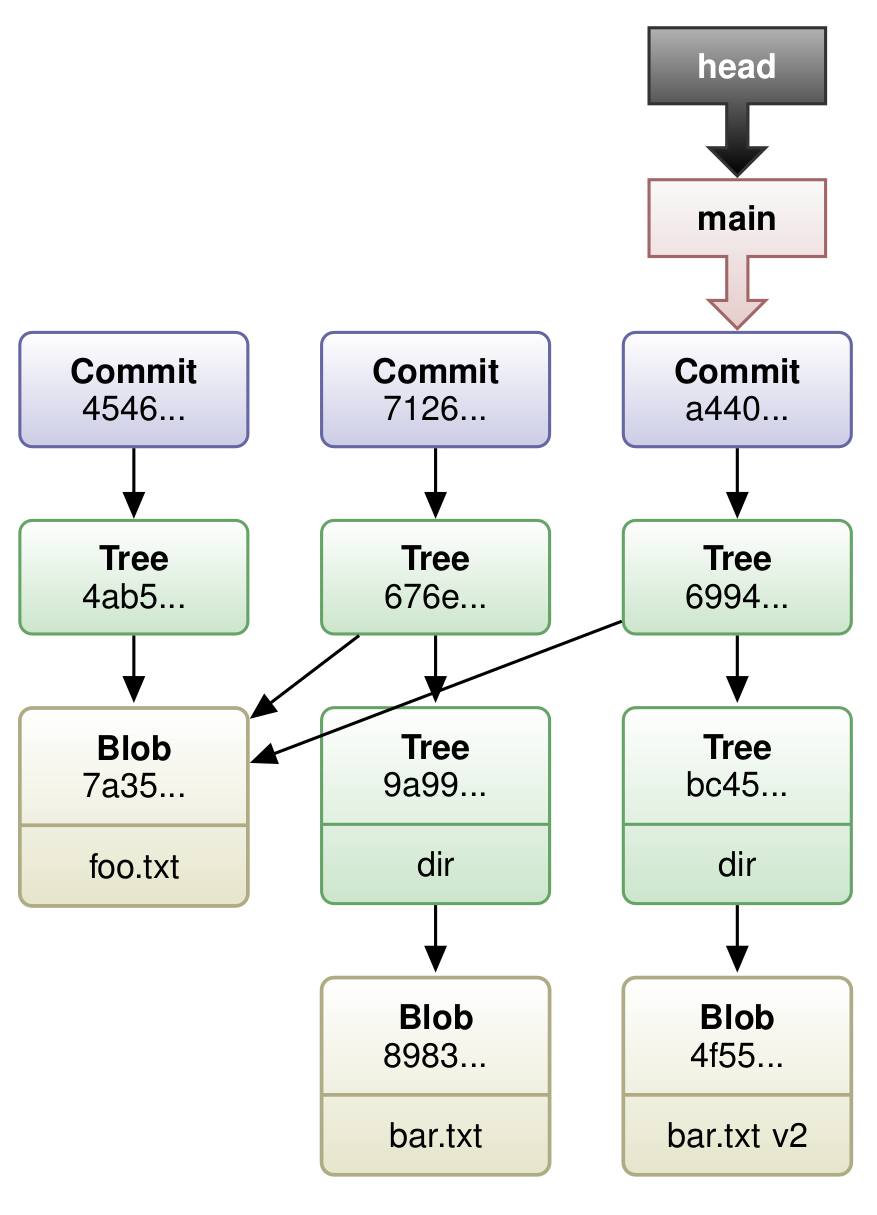 head
main
Commit
4546...
Commit
7126...
Commit
a440...
Tree
4ab5...
Tree
676e...
Tree
6994...
Blob
7a35...
foo.txt
Tree
9a99...
dir
Tree
bc45...
dir
Blob
8983...
bar.txt
Blob
4f55...
bar.txt v2